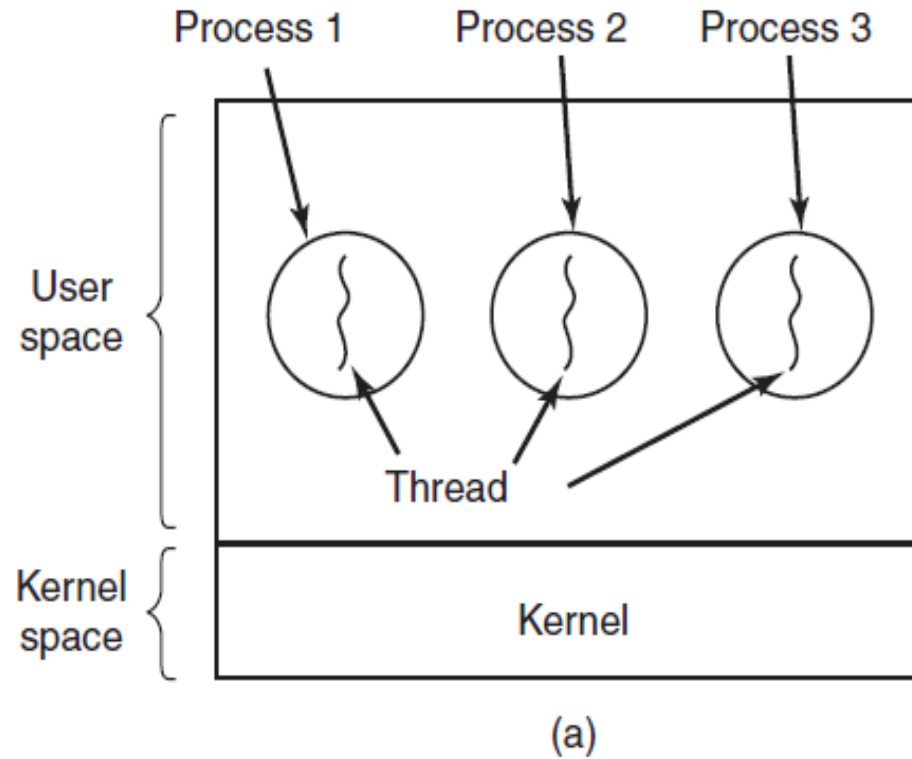 Process 1 Process 2 Process 3
User
space
Thread
Kernel
space
Kernel
(a)